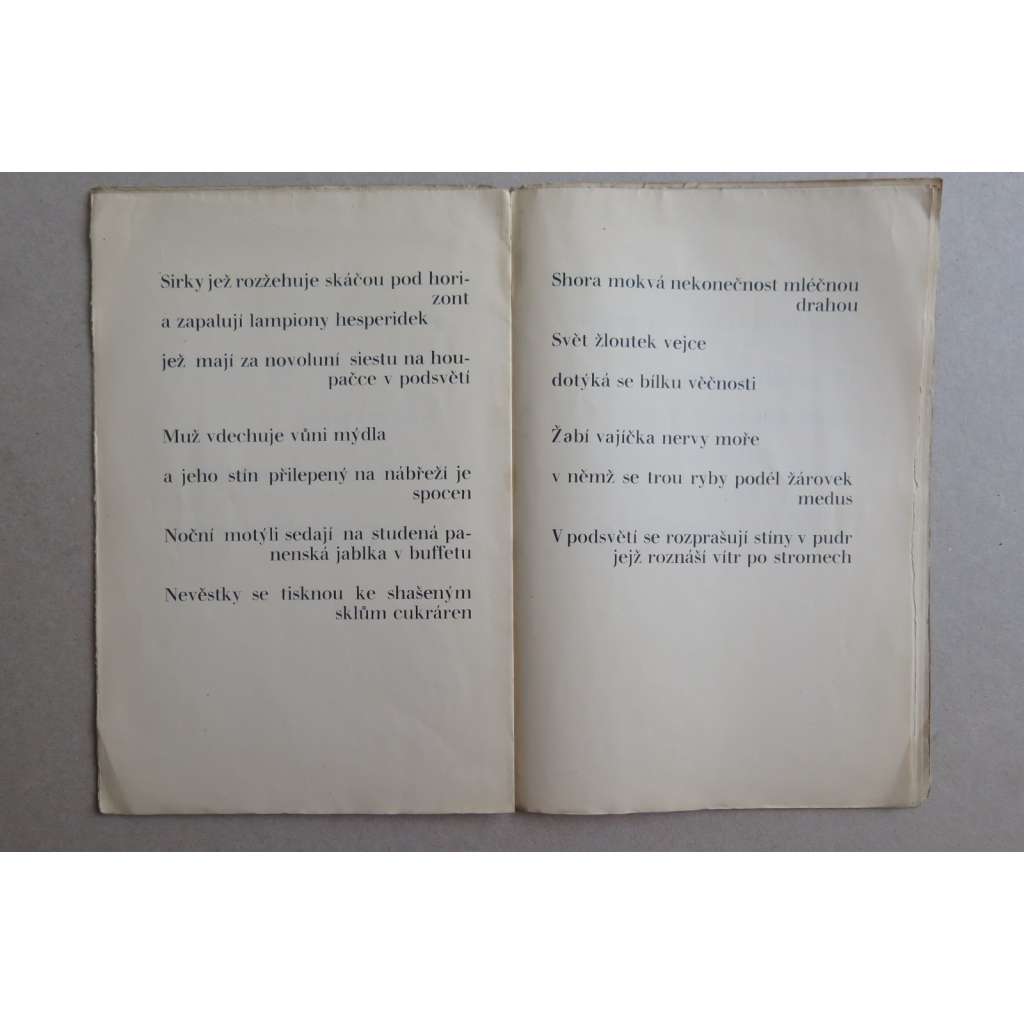 Sirky jež rozžehuje skáčou pod hori-
zont
a zapalují lampiony hesperidek
jež mají za novoluní siestu na hou-
pačce v podsvětí
Muž vdechuje vůni mýdla
a jeho stín přilepený na nábřeží je
spocen
Noční motýli sedají na studená pa-
nenská jablka v buffetu
Nevěstky se tisknou ke shašeným
sklům cukráren
Shora mokvá nekonečnost mléčnou
drahou
Svět žloutek vejce
dotýká se bílku věčnosti
Žabí vajíčka nervy moře
v němž se trou ryby podél žárovek
medus
V podsvětí se rozprašují stíny v pudr
jejž roznáší vítr po stromech